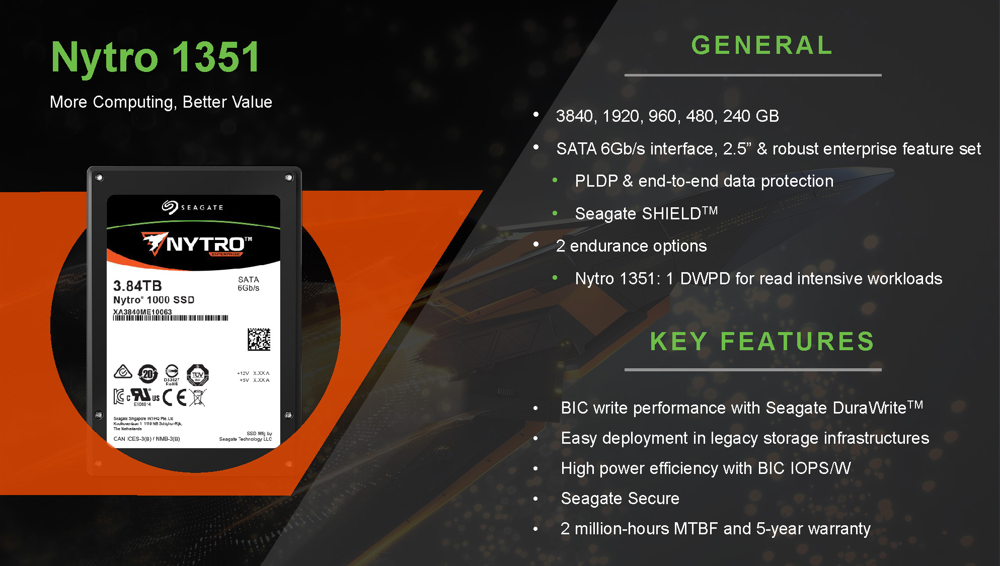 Nytro 1351
More Computing, Better Value
SEAGATE
NYTRO™
ENTERPRISE
3.84TB
SATA
6Gb/s
Nytro® 1000 SSD
XA3840ME10063
20
D33027
RoHS
TÜV
+12V X.XX A
+5V X.XX A
c RU US
E106814
CE
Seagate Singapore Int'l HQ Pte. Ltd
Koolhovenlaan 1, 1119 NB Schiphol-Rijk,
The Netherlands
SSD Mfg by
CAN ICES-3(B) / NMB-3(B)
Seagate Technology LLC
GENERAL
• 3840, 1920, 960, 480, 240 GB
• SATA 6Gb/s interface, 2.5” & robust enterprise feature set
• PLDP & end-to-end data protection
• Seagate SHIELD™
• 2 endurance options
• Nytro 1351: 1 DWPD for read intensive workloads
KEY FEATURES
• BIC write performance with Seagate DuraWrite™
• Easy deployment in legacy storage infrastructures
• High power efficiency with BIC IOPS/W
• Seagate Secure
• 2 million-hours MTBF and 5-year warranty